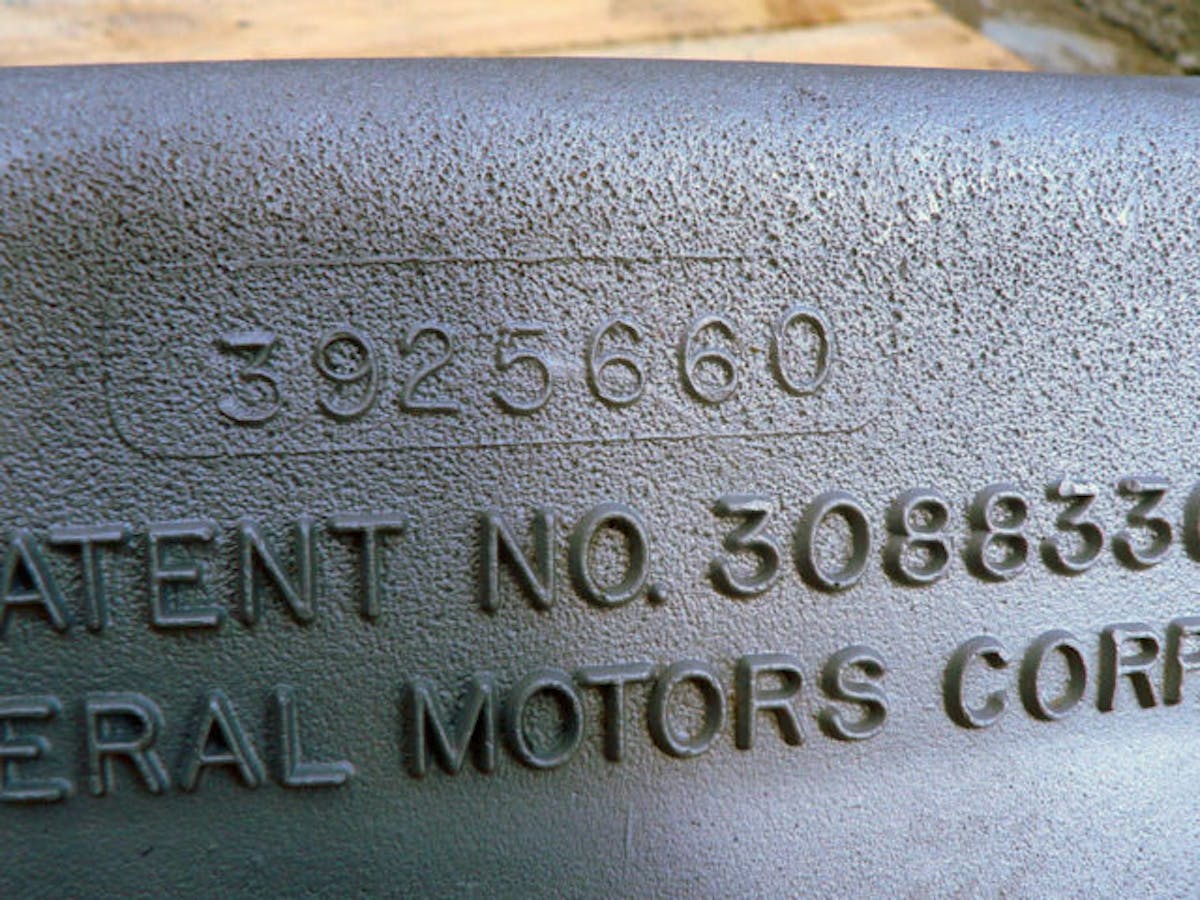 3925660
ATENT NO. 308833
ERAL MOTORS CORP